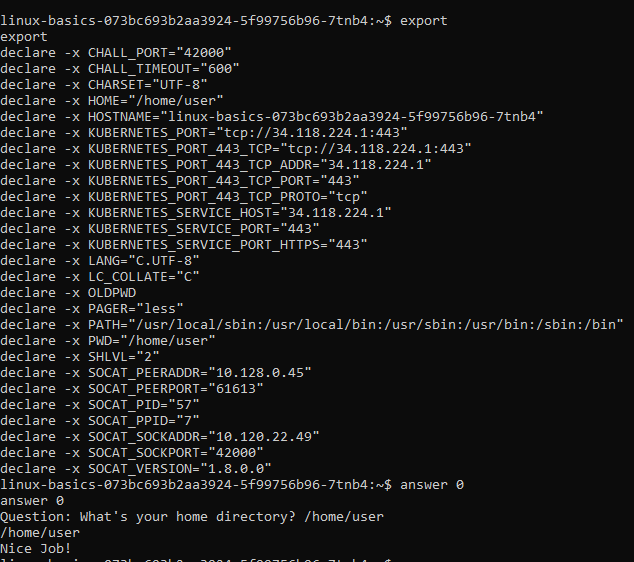 linux-basics-073bc693b2aa3924-5f99756b96-7tnb4:~$ export
export
declare -x CHALL_PORT="42000"
declare -x CHALL_TIMEOUT="600"
declare -x CHARSET="UTF-8"
declare -x HOME="/home/user"
declare -x HOSTNAME="linux-basics-073bc693b2aa3924-5f99756b96-7tnb4"
declare -x KUBERNETES_PORT="tcp://34.118.224.1:443"
declare -x KUBERNETES_PORT_443_TCP="tcp://34.118.224.1:443"
declare -x KUBERNETES_PORT_443_TCP_ADDR="34.118.224.1"
declare -x KUBERNETES_PORT_443_TCP_PORT="443"
declare -x KUBERNETES_PORT_443_TCP_PROTO="tcp"
declare -x KUBERNETES_SERVICE_HOST="34.118.224.1"
declare -x KUBERNETES_SERVICE_PORT="443"
declare -x KUBERNETES_SERVICE_PORT_HTTPS="443"
declare -x LANG="C.UTF-8"
declare -x LC_COLLATE="C"
declare -x OLDPWD
declare -x PAGER="less"
declare -x PATH="/usr/local/sbin:/usr/local/bin:/usr/sbin:/usr/bin:/sbin:/bin"
declare -x PWD="/home/user"
declare -x SHLVL="2"
declare -x SOCAT_PEERADDR="10.128.0.45"
declare -x SOCAT_PEERPORT="61613"
declare -x SOCAT_PID="57"
declare -x SOCAT_PPID="7"
declare -x SOCAT_SOCKADDR="10.120.22.49"
declare -x SOCAT_SOCKPORT="42000"
declare -x SOCAT_VERSION="1.8.0.0"
linux-basics-073bc693b2aa3924-5f99756b96-7tnb4:~$ answer 0
answer 0
Question: What's your home directory? /home/user
/home/user
Nice Job!